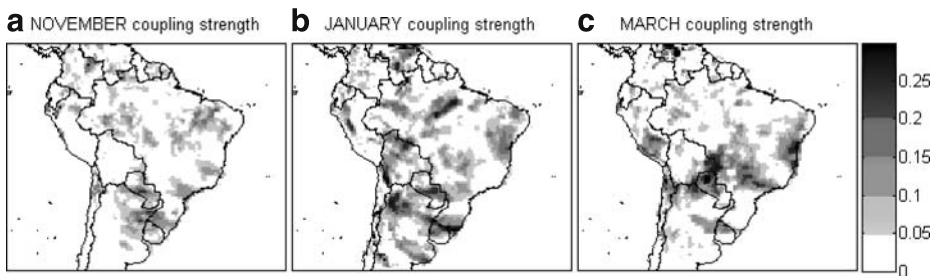 a NOVEMBER coupling strength
b JANUARY coupling strength
c MARCH coupling strength
0.25
0.2
0.15
0.1
0.05
0